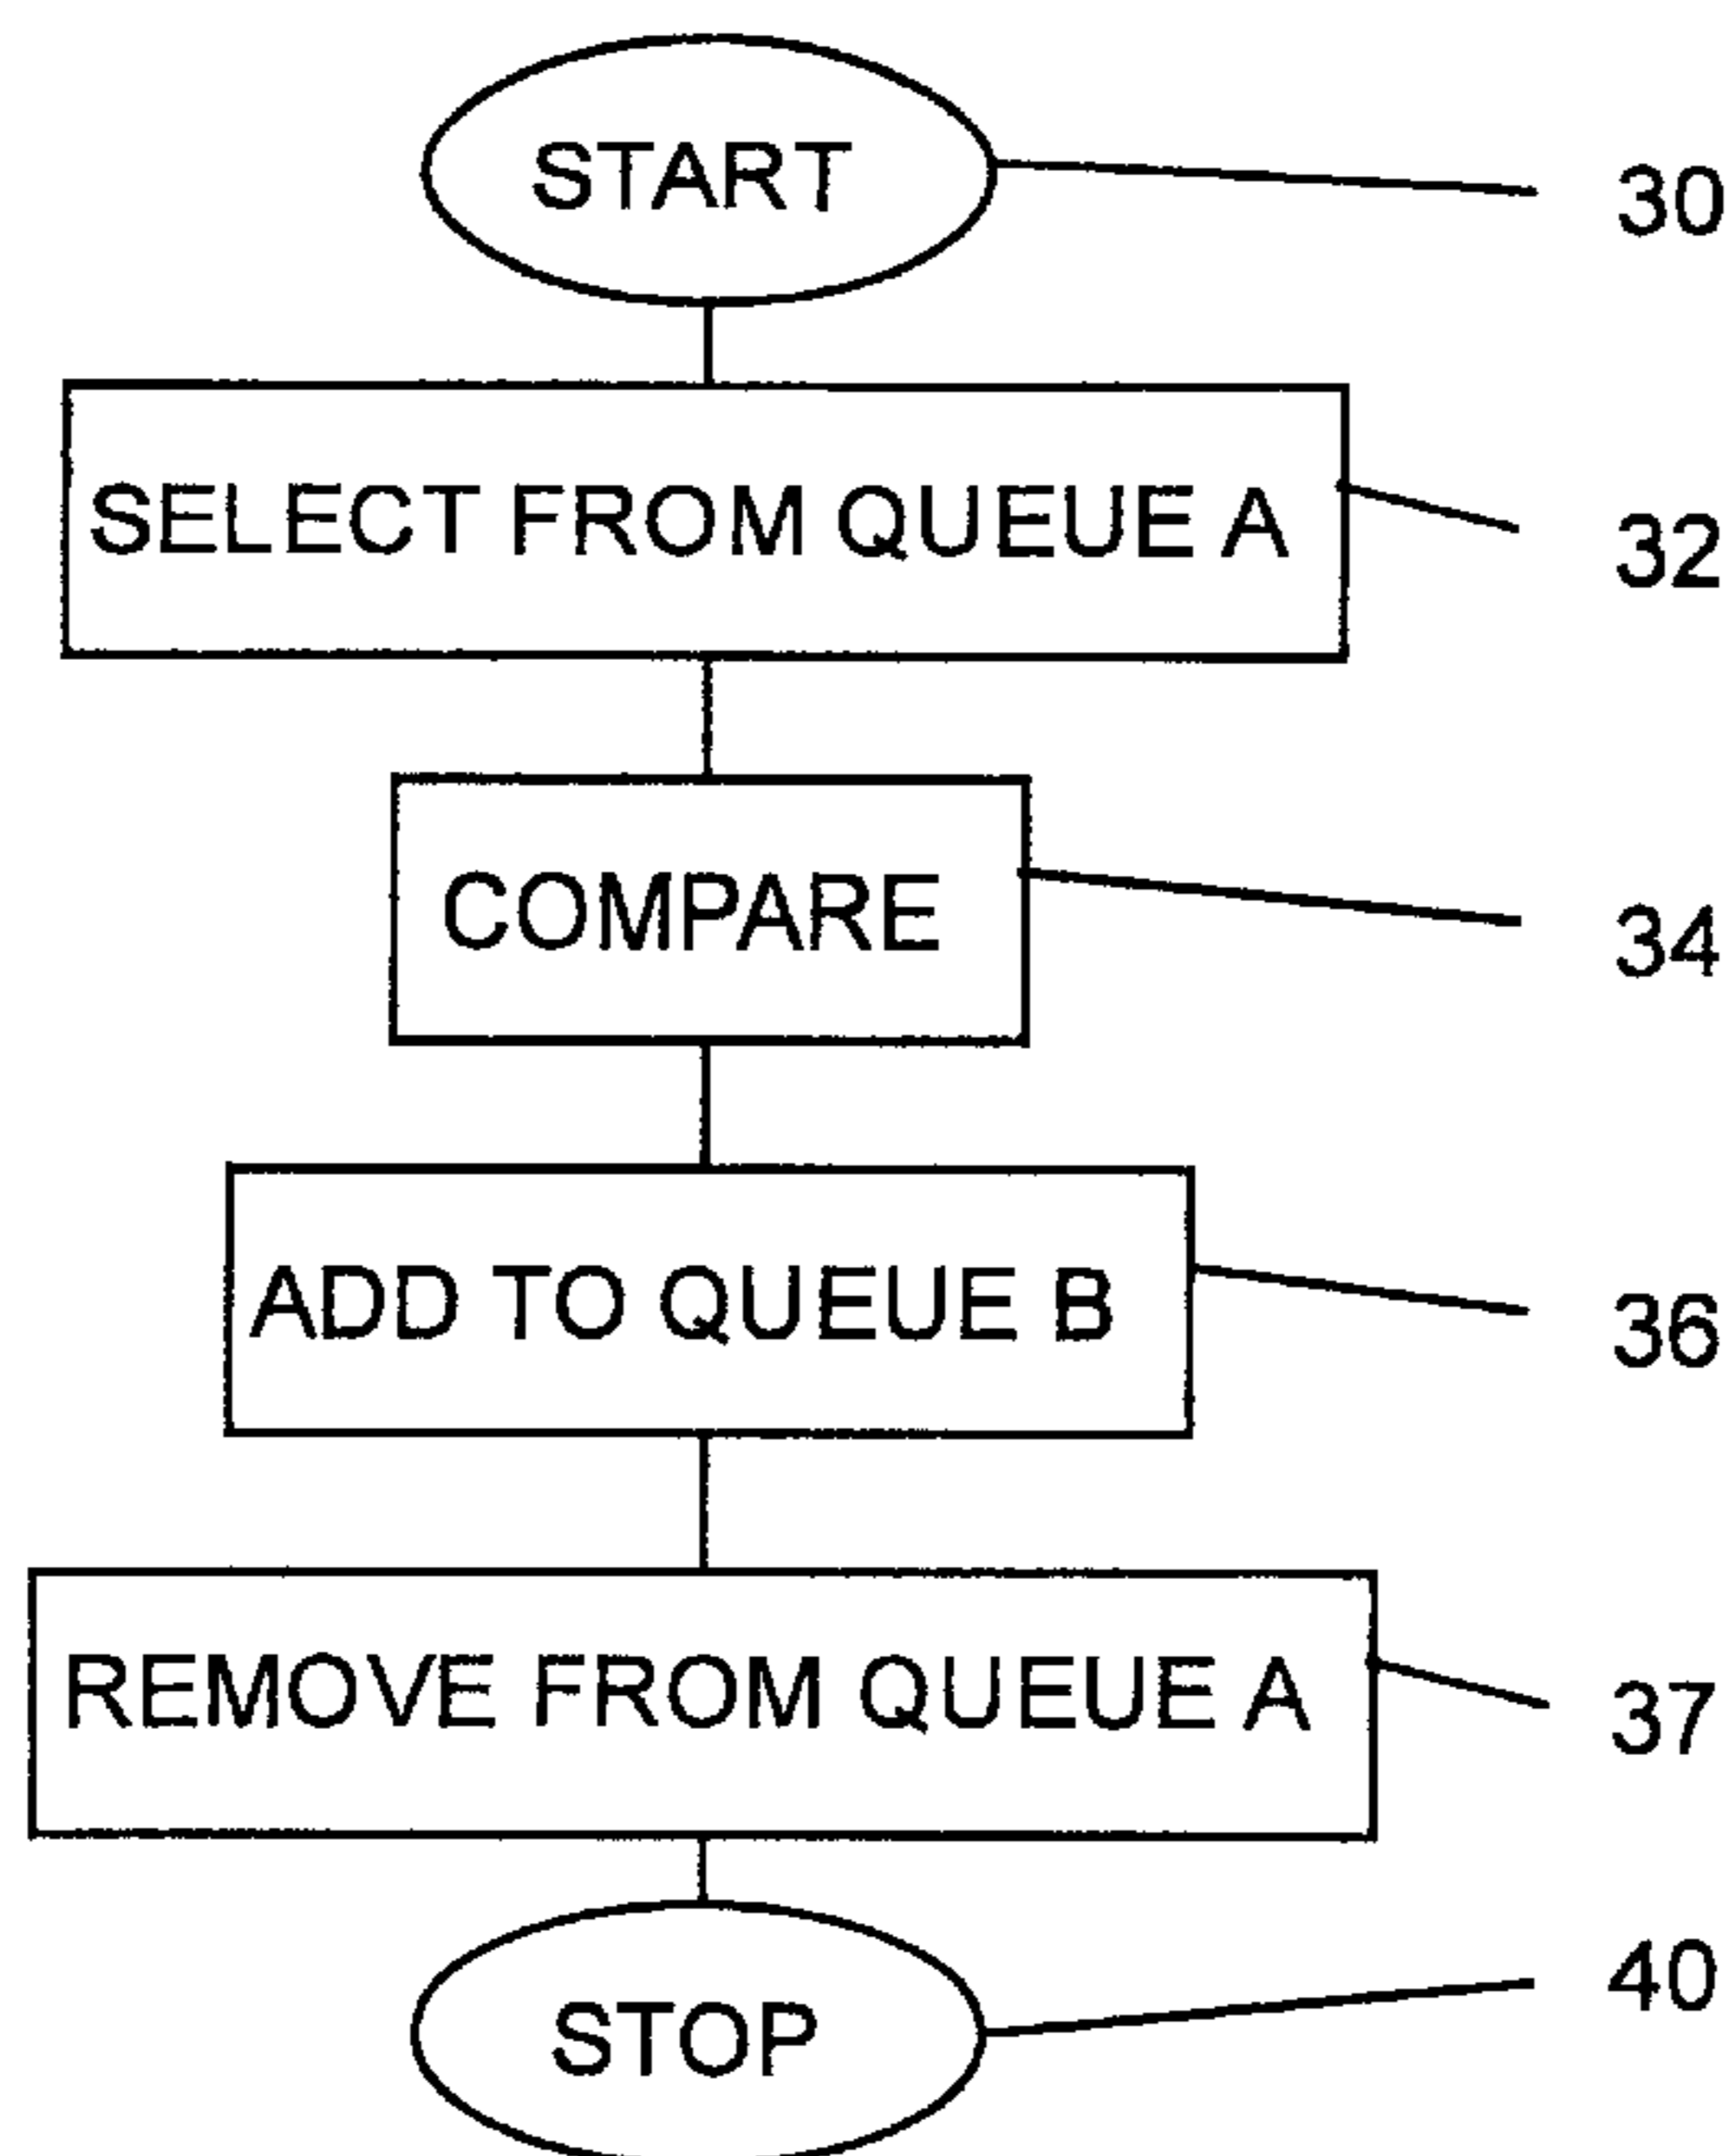 START
30
SELECT FROM QUEUE A
32
COMPARE
34
ADD TO QUEUE B
36
REMOVE FROM QUEUE A
37
STOP
40